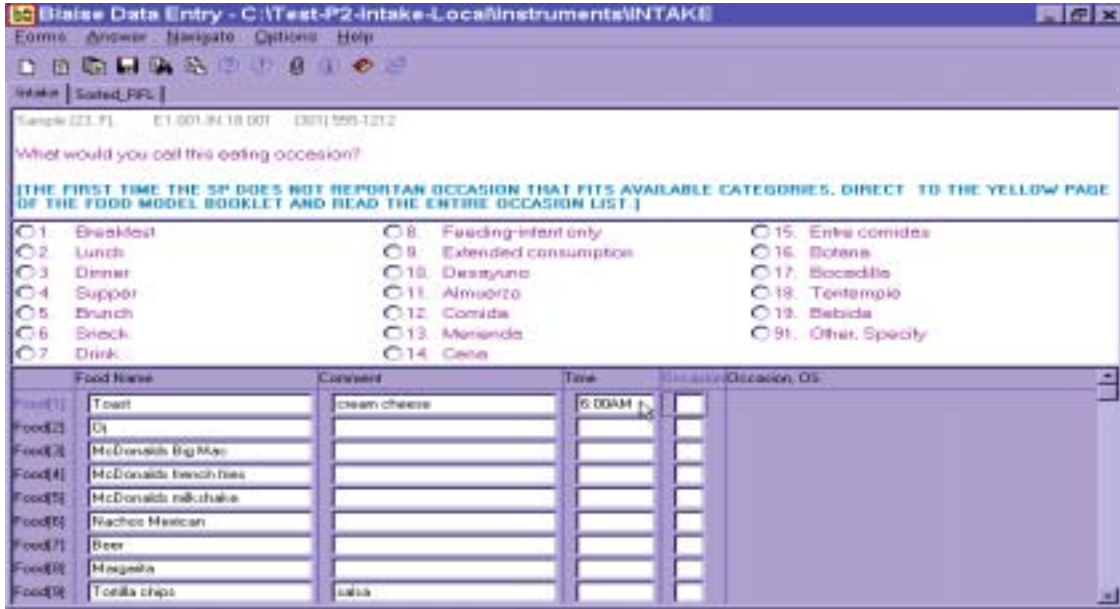 Blaise Data Entry - C:\Test-P2-Intake-Local\Instruments\INTAKE
Forms Answer Navigate Options Help
Intake Sorted_RFL
What would you call this eating occasion?
[THE FIRST TIME THE SP DOES NOT REPORTAN OCCASION THAT FITS AVAILABLE CATEGORIES, DIRECT TO THE YELLOW PAGE
OF THE FOOD MODEL BOOKLET AND READ THE ENTIRE OCCASION LIST.]
1. Breakfast 8. Feeding-infant only 15. Entre comidas
2. Lunch 9. Extended consumption 16. Botana
3. Dinner 10. Desayuno 17. Bocadillo
4. Supper 11. Almuerzo 18. Tentempie
5. Brunch 12. Comida 19. Bebida
6. Snack 13. Merienda 91. Other, Specify
7. Drink 14. Cena
Food Name Comment Time Occasion Occasion, OS
Food[1] Toast cream cheese 6:00AM
Food[2] Oj
Food[3] McDonalds Big Mac
Food[4] McDonalds french fries
Food[5] McDonalds milkshake
Food[6] Nachos Mexican
Food[7] Beer
Food[8] Margarita
Food[9] Tortilla chips salsa